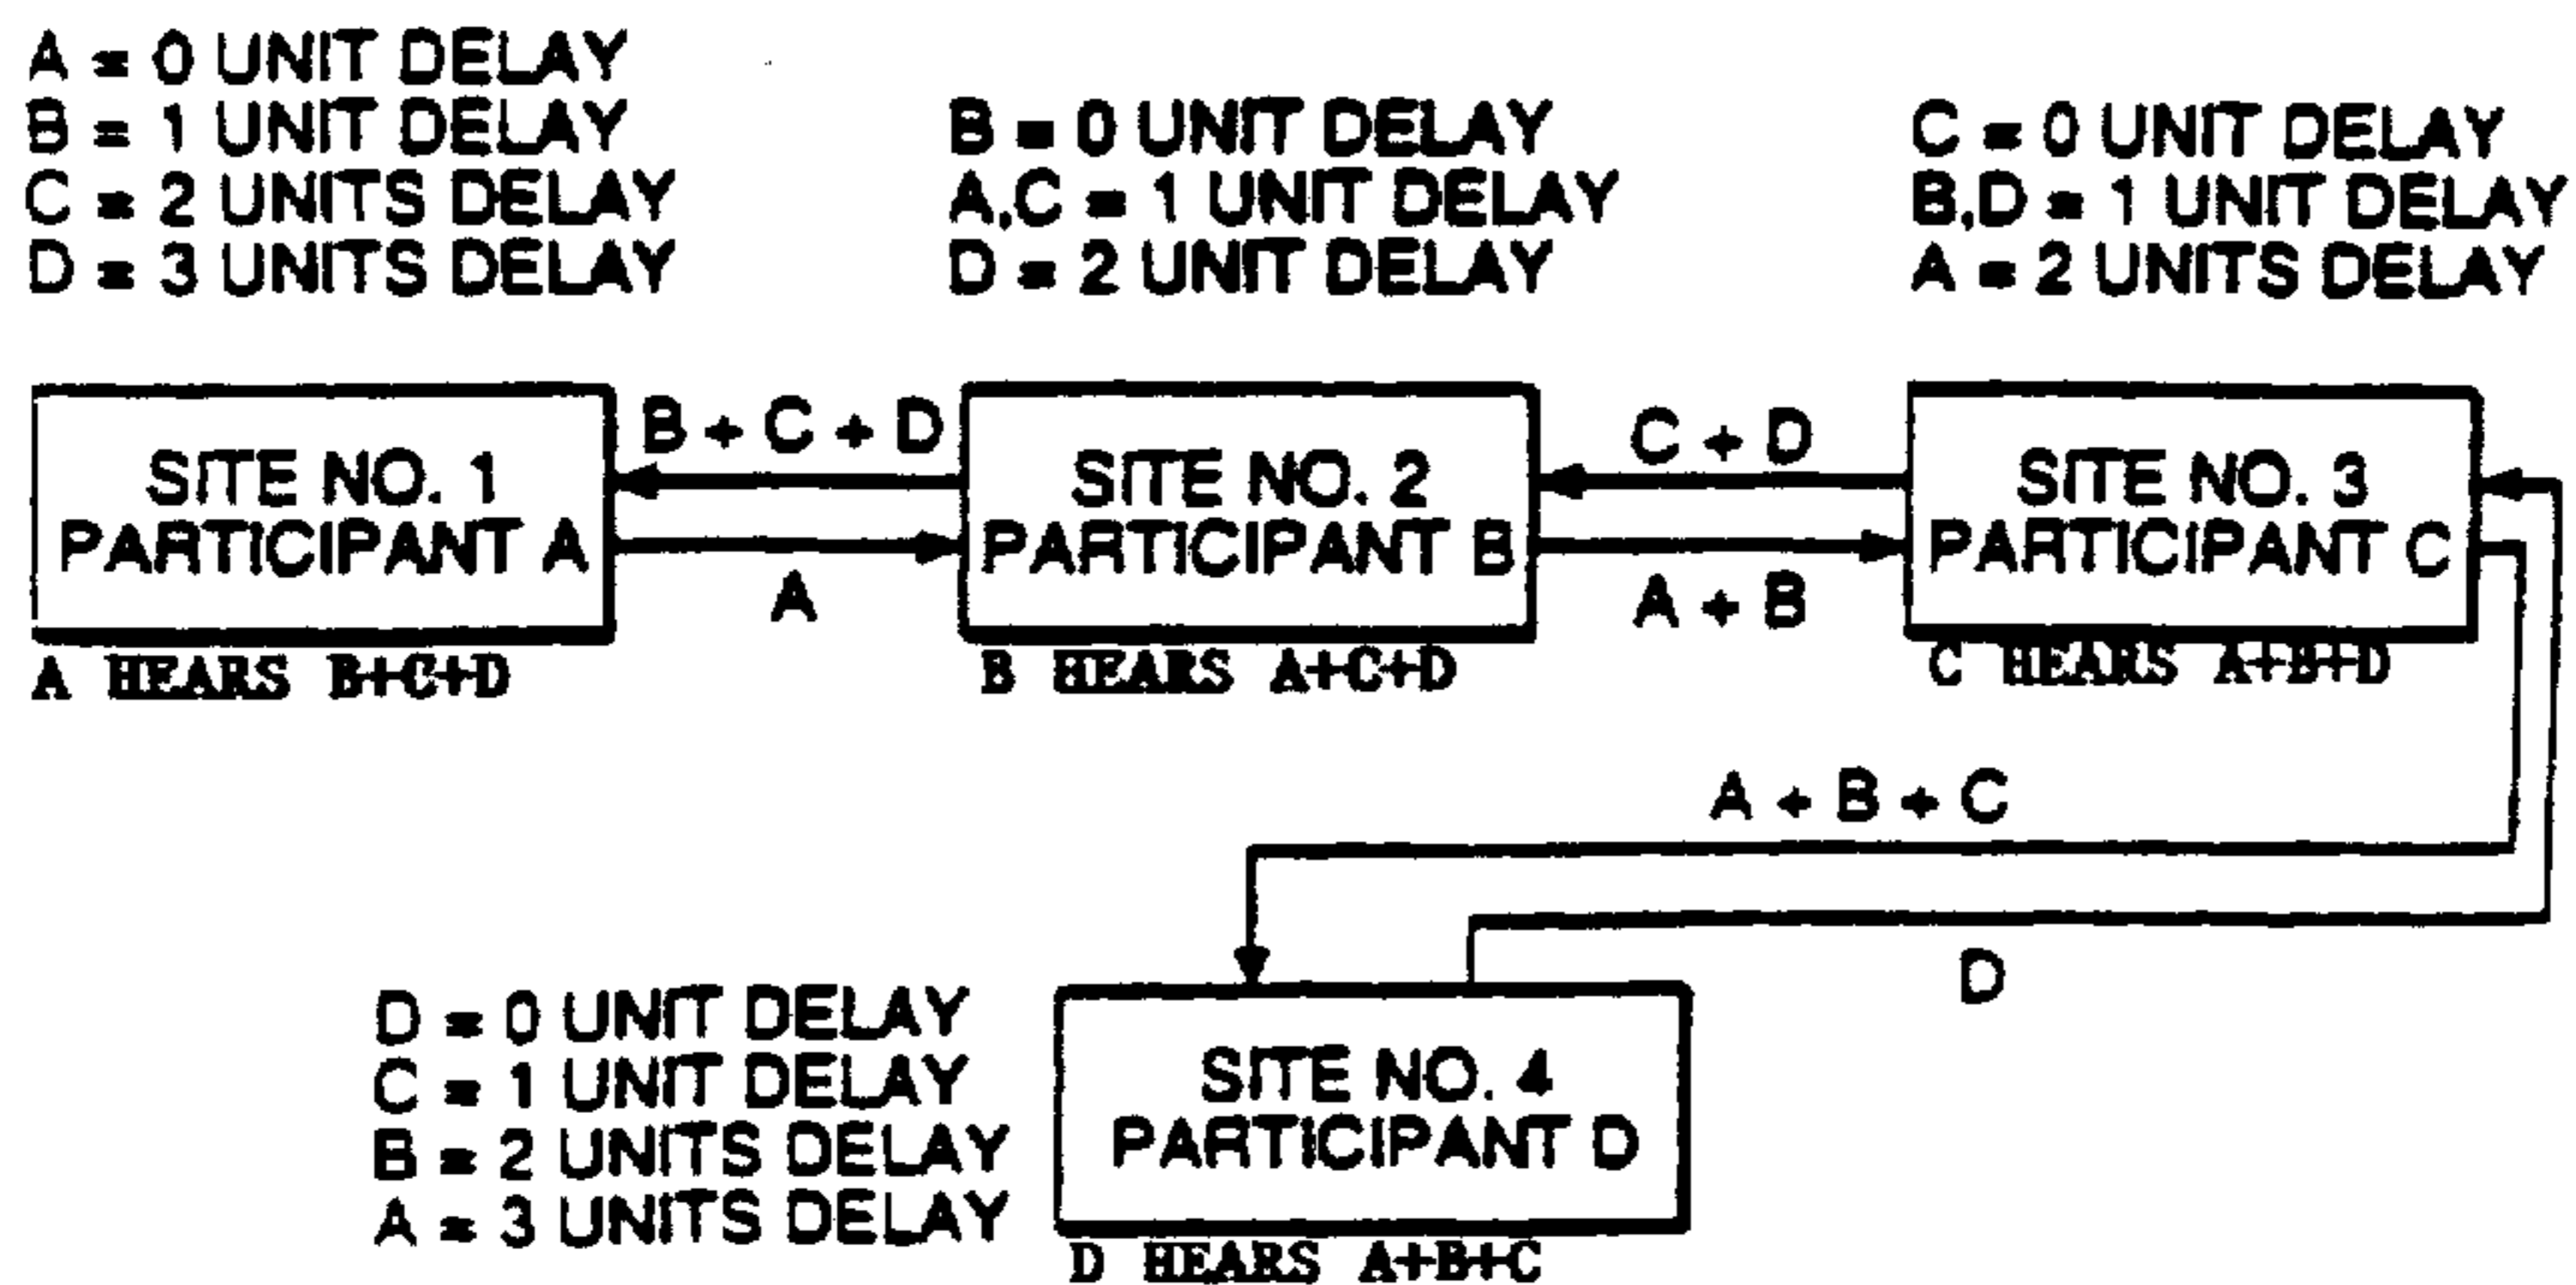 A = 0 UNIT DELAY
B = 1 UNIT DELAY
C = 2 UNITS DELAY
D = 3 UNITS DELAY
B = 0 UNIT DELAY
A,C = 1 UNIT DELAY
D = 2 UNIT DELAY
C = 0 UNIT DELAY
B,D = 1 UNIT DELAY
A = 2 UNITS DELAY
SITE NO. 1
PARTICIPANT A
A HEARS B+C+D
B + C + D
A
SITE NO. 2
PARTICIPANT B
B HEARS A+C+D
C + D
A + B
SITE NO. 3
PARTICIPANT C
C HEARS A+B+D
A + B + C
D
D = 0 UNIT DELAY
C = 1 UNIT DELAY
B = 2 UNITS DELAY
A = 3 UNITS DELAY
SITE NO. 4
PARTICIPANT D
D HEARS A+B+C